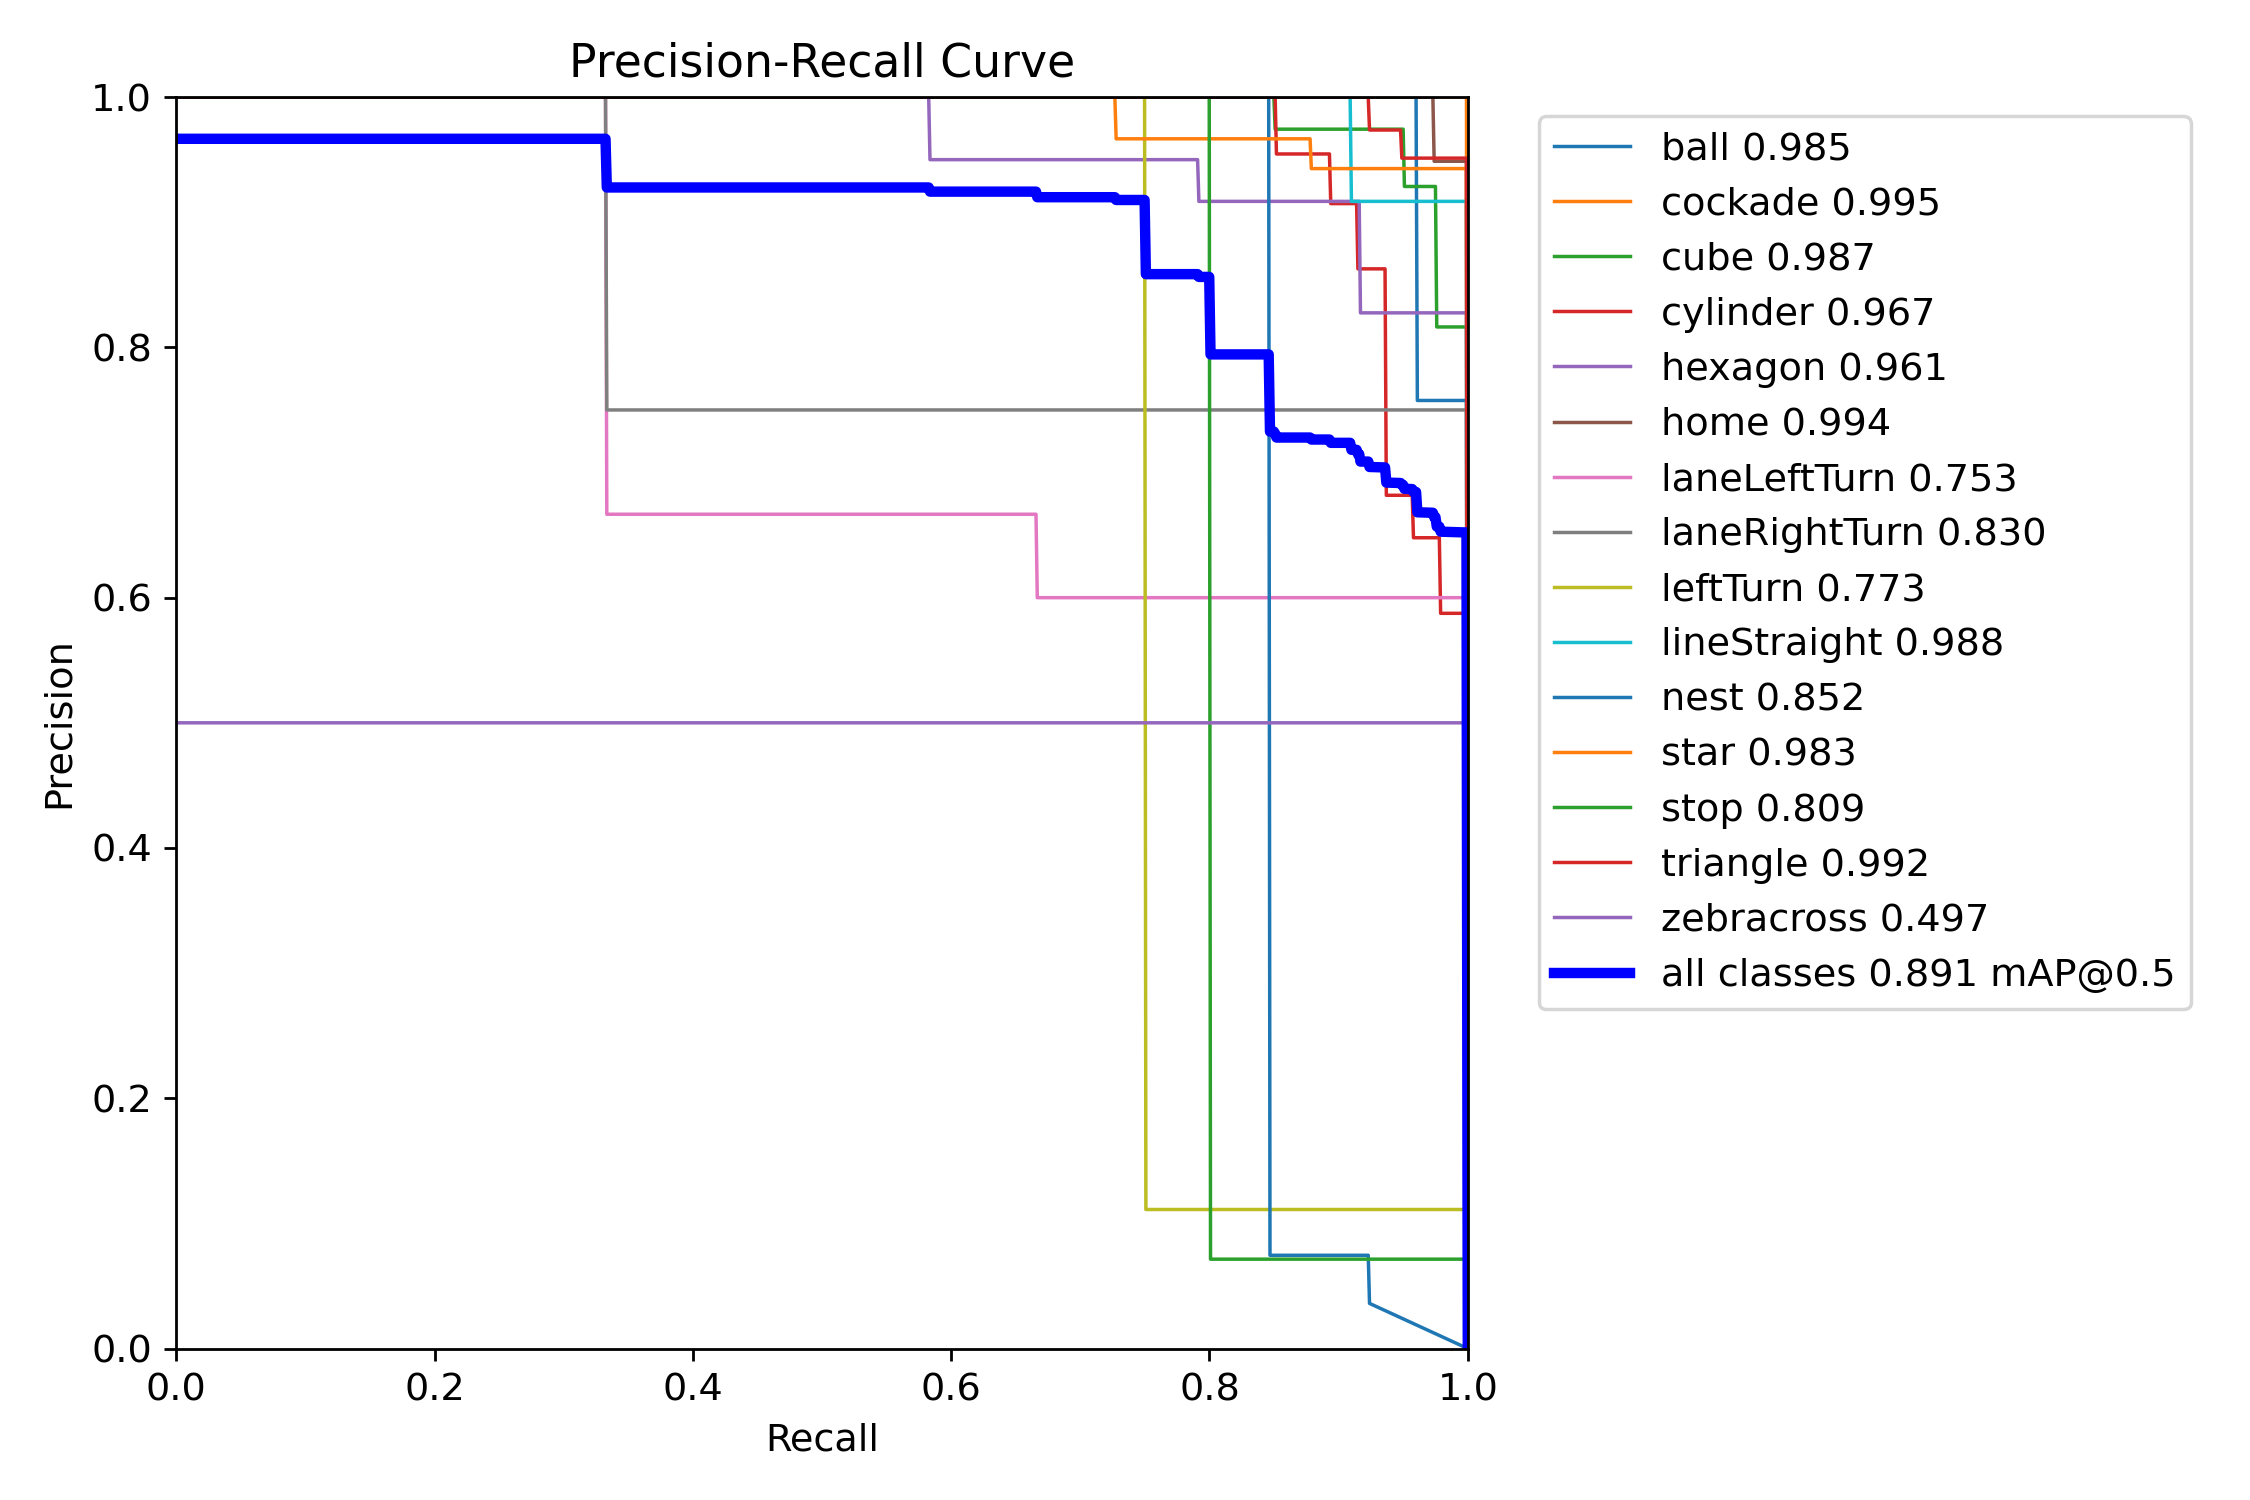 Precision-Recall Curve
1.0
0.8
0.6
0.4
0.2
0.0
Precision
0.0 0.2 0.4 0.6 0.8 1.0
Recall
ball 0.985
cockade 0.995
cube 0.987
cylinder 0.967
hexagon 0.961
home 0.994
laneLeftTurn 0.753
laneRightTurn 0.830
leftTurn 0.773
lineStraight 0.988
nest 0.852
star 0.983
stop 0.809
triangle 0.992
zebracross 0.497
all classes 0.891 mAP@0.5